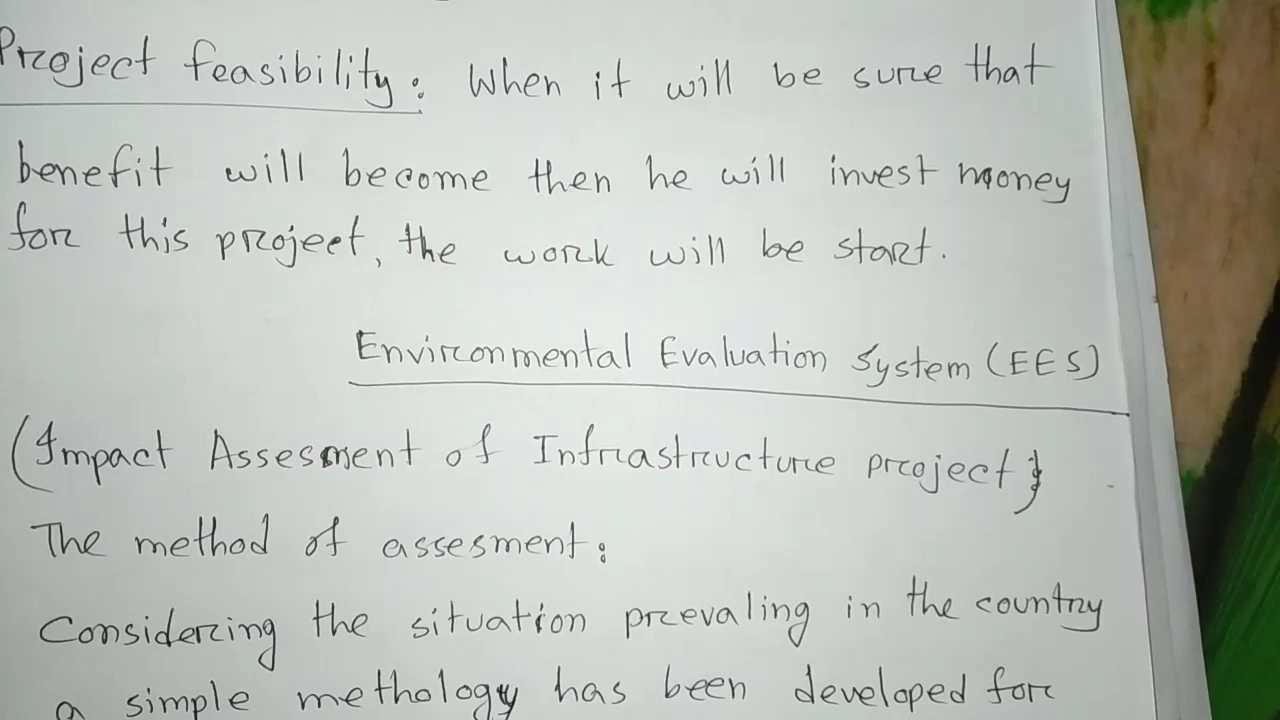 Project feasibility: When it will be sure that
benefit will become then he will invest money
for this project, the work will be start.
Environmental Evaluation System (EES)
(Impact Assesment of Infrastructure project}
The method of assesment:
Considering the situation prevaling in the country
a simple methology has been developed for